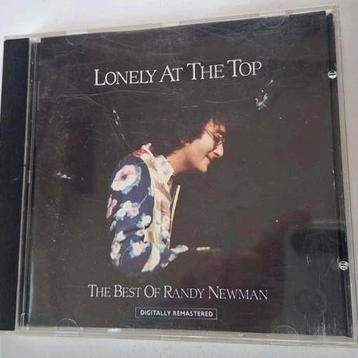 LONELY AT THE TOP
THE BEST OF RANDY NEWMAN
DIGITALLY REMASTERED